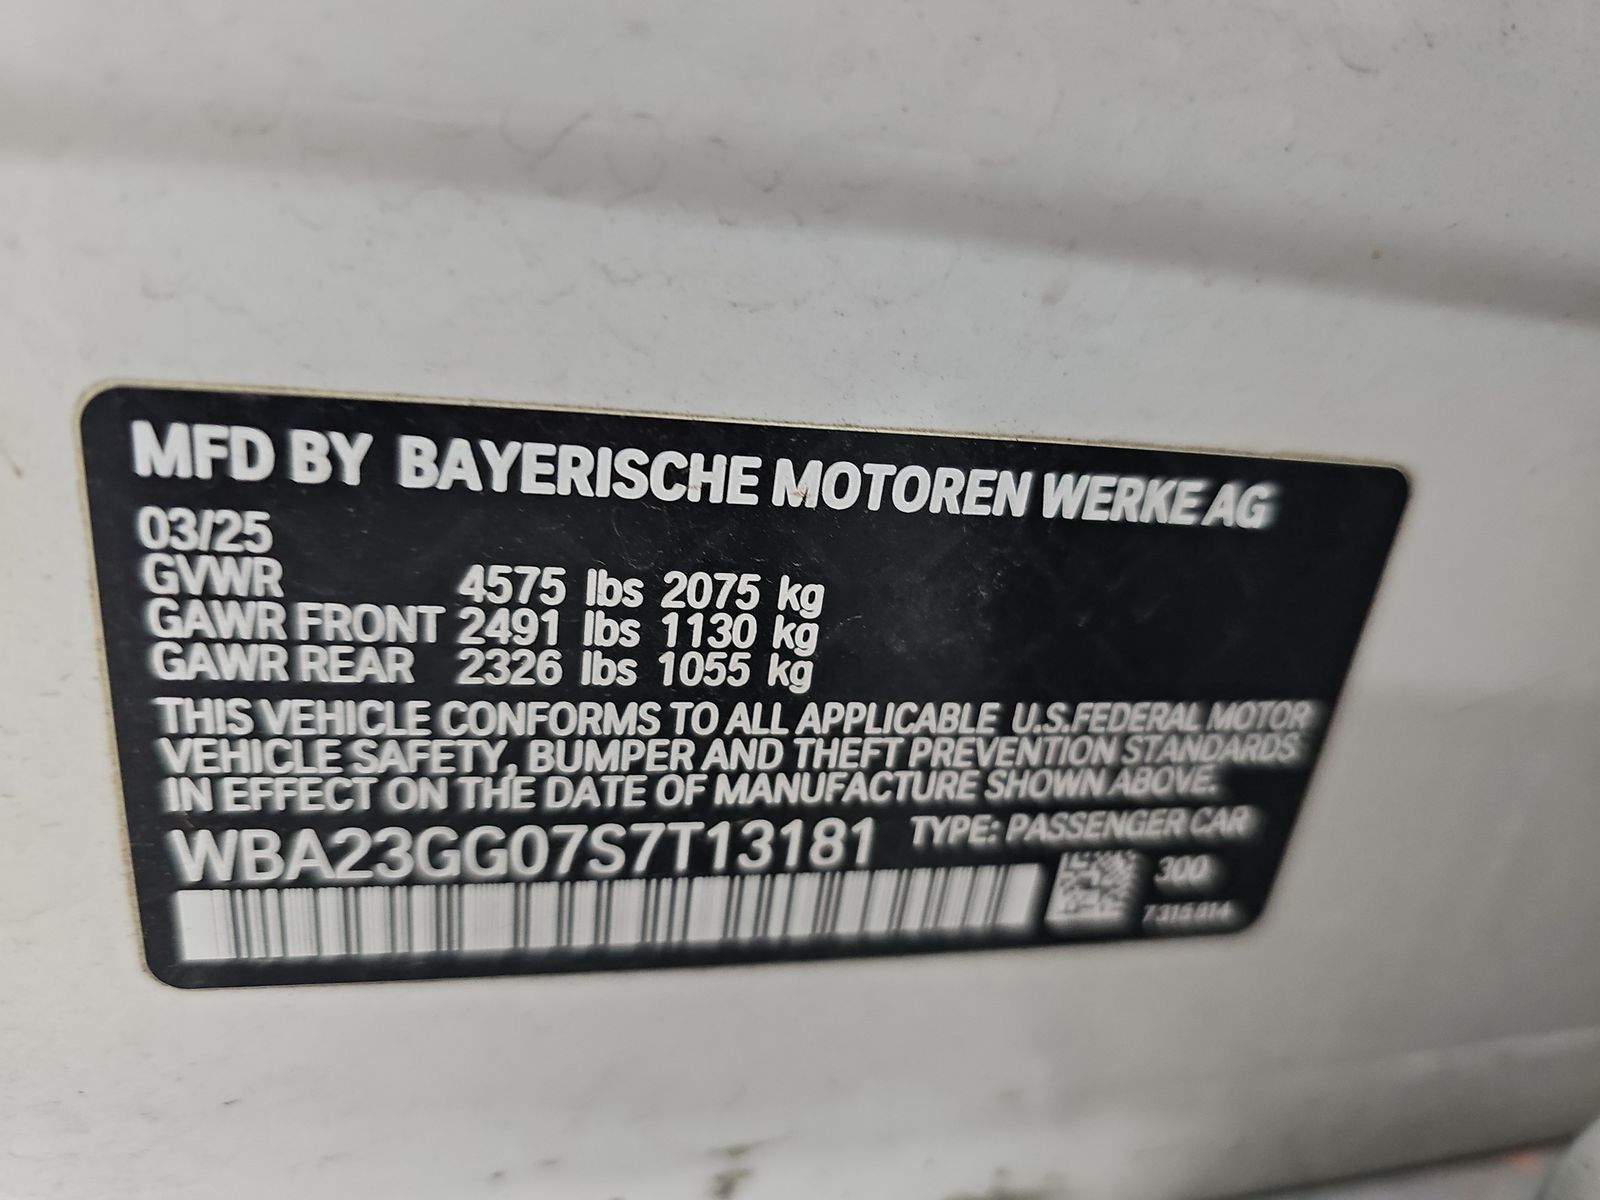 MFD BY BAYERISCHE MOTOREN WERKE AG
03/25
GVWR 4575 lbs 2075 kg
GAWR FRONT 2491 lbs 1130 kg
GAWR REAR 2326 lbs 1055 kg
THIS VEHICLE CONFORMS TO ALL APPLICABLE U.S.FEDERAL MOTOR
VEHICLE SAFETY, BUMPER AND THEFT PREVENTION STANDARDS
IN EFFECT ON THE DATE OF MANUFACTURE SHOWN ABOVE.
WBA23GG07S7T13181 TYPE: PASSENGER CAR
300
7315814